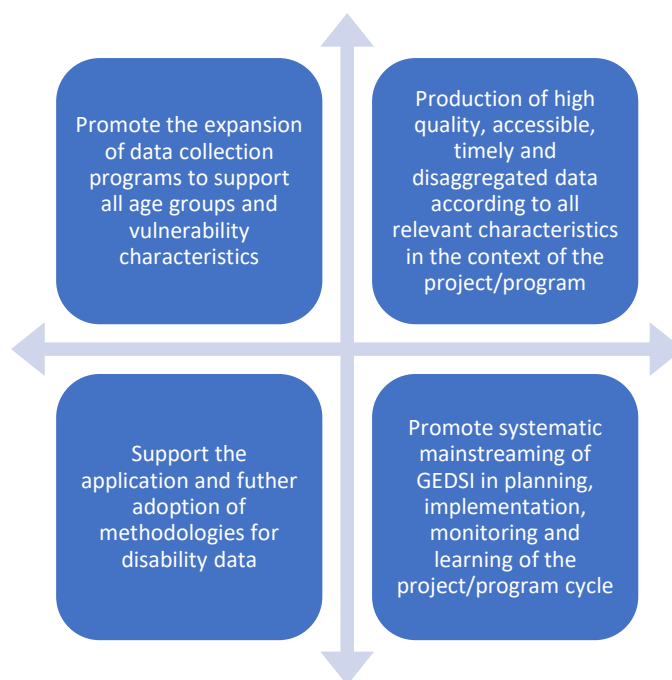 Promote the expansion
of data collection
programs to support
all age groups and
vulnerability
characteristics
Production of high
quality, accessible,
timely and
disaggregated data
according to all
relevant characteristics
in the context of the
project/program
Support the
application and futher
adoption of
methodologies for
disability data
Promote systematic
mainstreaming of
GEDSI in planning,
implementation,
monitoring and
learning of the
project/program cycle